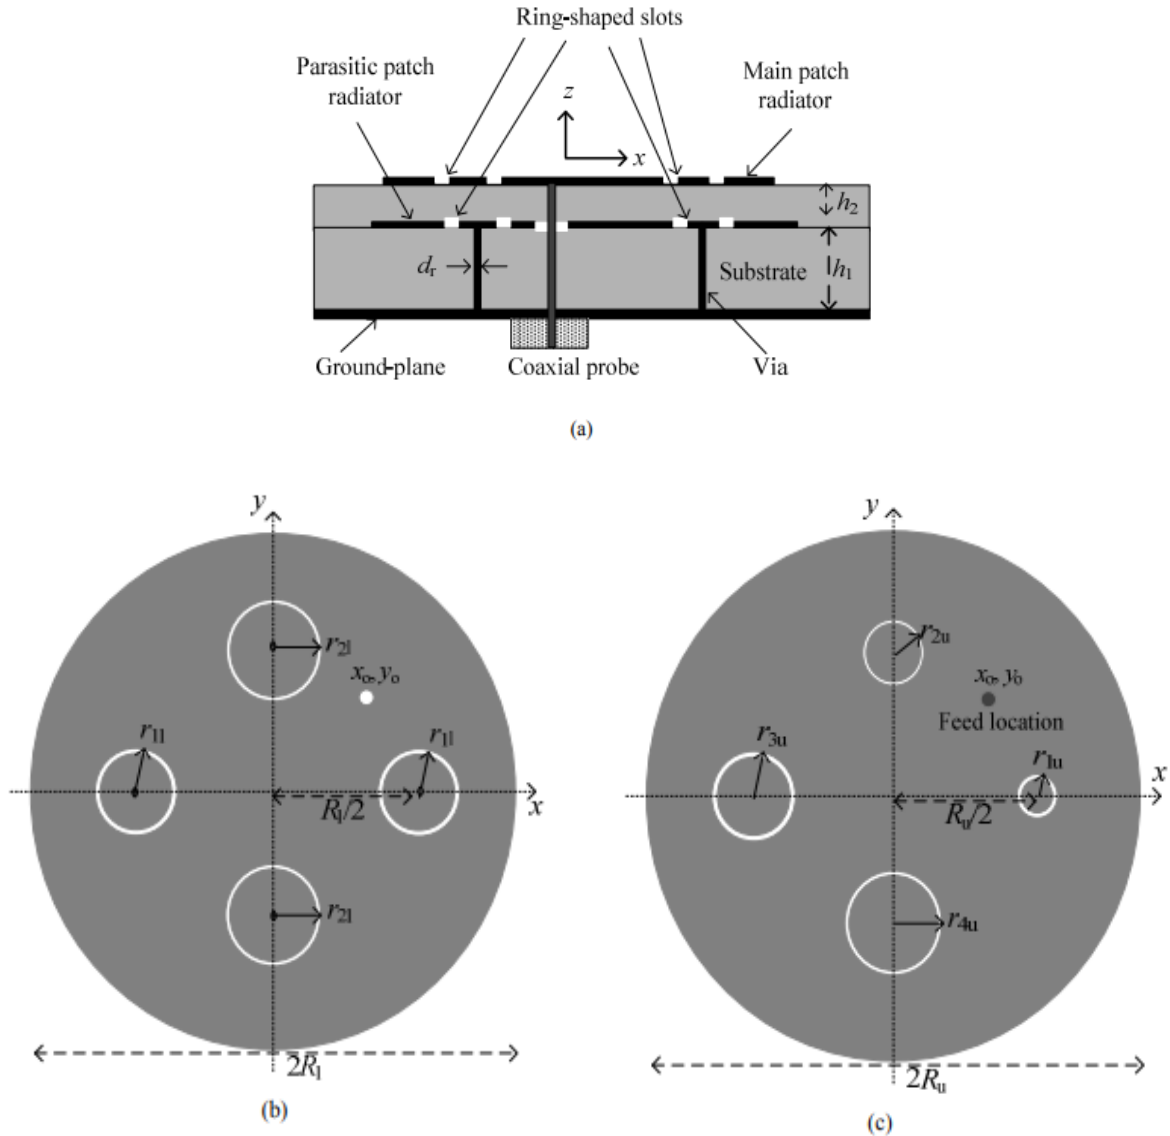 Ring-shaped slots
Parasitic patch
radiator
Main patch
radiator
z
x
h2
dr
Substrate
h1
Ground-plane
Coaxial probe
Via
(a)
y
r2l
xo, yo
r1l
r1l
Rl/2
x
r2l
2Rl
(b)
y
r2u
xo, yo
Feed location
r3u
r1u
x
Ru/2
r4u
2Ru
(c)